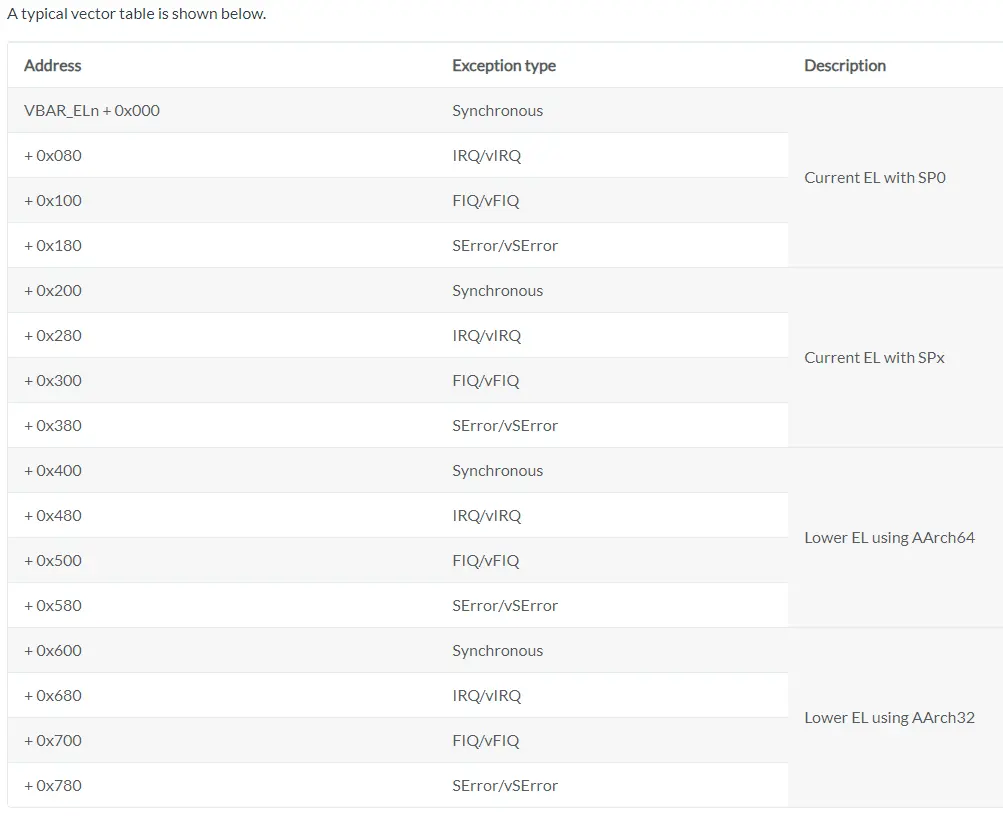 A typical vector table is shown below.
Address Exception type Description
VBAR_ELn + 0x000 Synchronous
+ 0x080 IRQ/vIRQ
Current EL with SP0
+ 0x100 FIQ/vFIQ
+ 0x180 SError/vSError
+ 0x200 Synchronous
+ 0x280 IRQ/vIRQ
Current EL with SPx
+ 0x300 FIQ/vFIQ
+ 0x380 SError/vSError
+ 0x400 Synchronous
+ 0x480 IRQ/vIRQ
Lower EL using AArch64
+ 0x500 FIQ/vFIQ
+ 0x580 SError/vSError
+ 0x600 Synchronous
+ 0x680 IRQ/vIRQ
Lower EL using AArch32
+ 0x700 FIQ/vFIQ
+ 0x780 SError/vSError